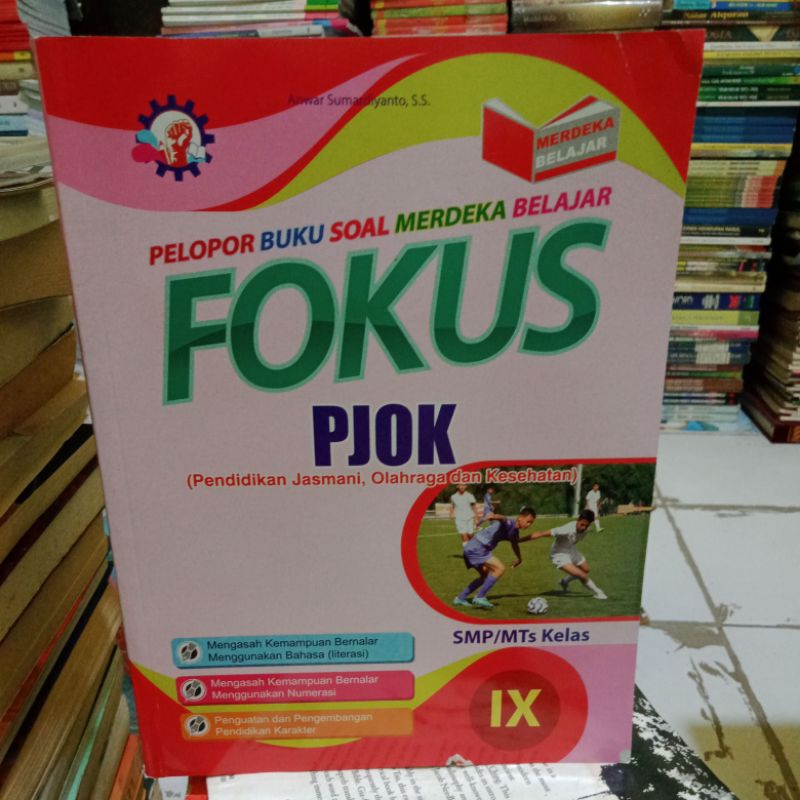 Anwar Sumardiyanto, S.S.
MERDEKA
BELAJAR
PELOPOR BUKU SOAL MERDEKA BELAJAR
FOKUS
PJOK
(Pendidikan Jasmani, Olahraga dan Kesehatan)
SMP/MTs Kelas
IX
Mengasah Kemampuan Bernalar
Menggunakan Bahasa (literasi)
Mengasah Kemampuan Bernalar
Menggunakan Numerasi
Penguatan dan Pengembangan
Pendidikan Karakter